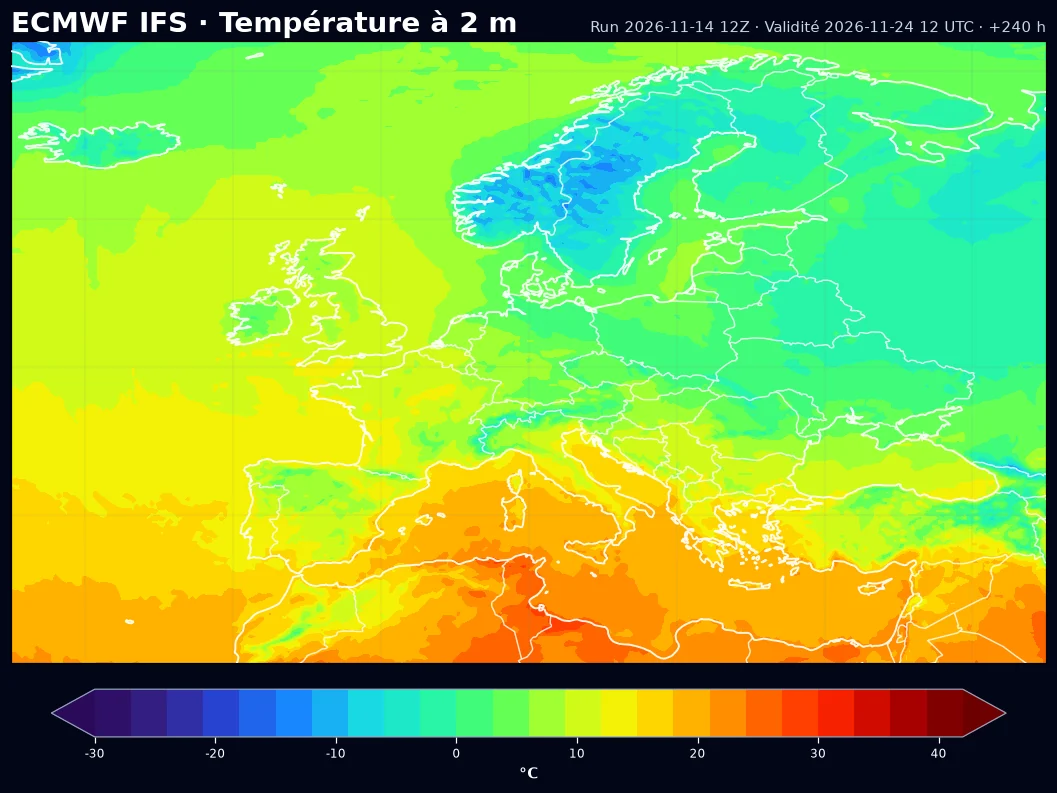 ECMWF IFS · Température à 2 m
Run 2026-11-14 12Z · Validité 2026-11-24 12 UTC · +240 h
-30 -20 -10 0 10 20 30 40
°C